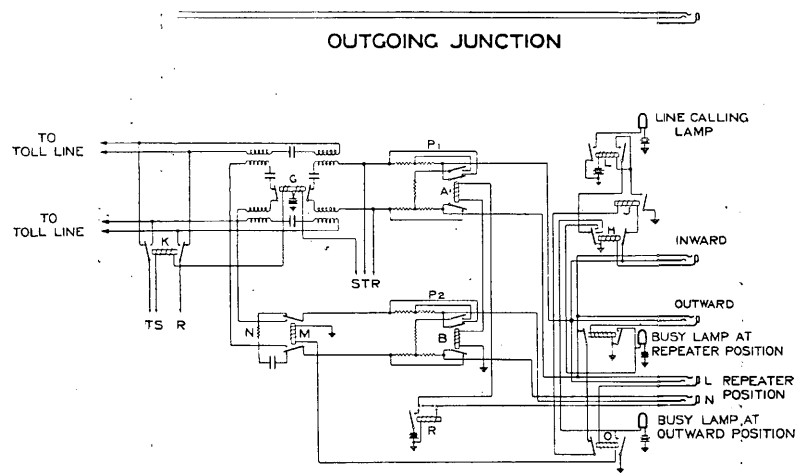 OUTGOING JUNCTION
TO
TOLL LINE
TO
TOLL LINE
K
TS
R
G
STR
P1
A
N
M
P2
B
R
LINE CALLING
LAMP
L
J
H
INWARD
OUTWARD
BUSY LAMP AT
REPEATER POSITION
L REPEATER
POSITION
N
BUSY LAMP AT
OUTWARD POSITION
O